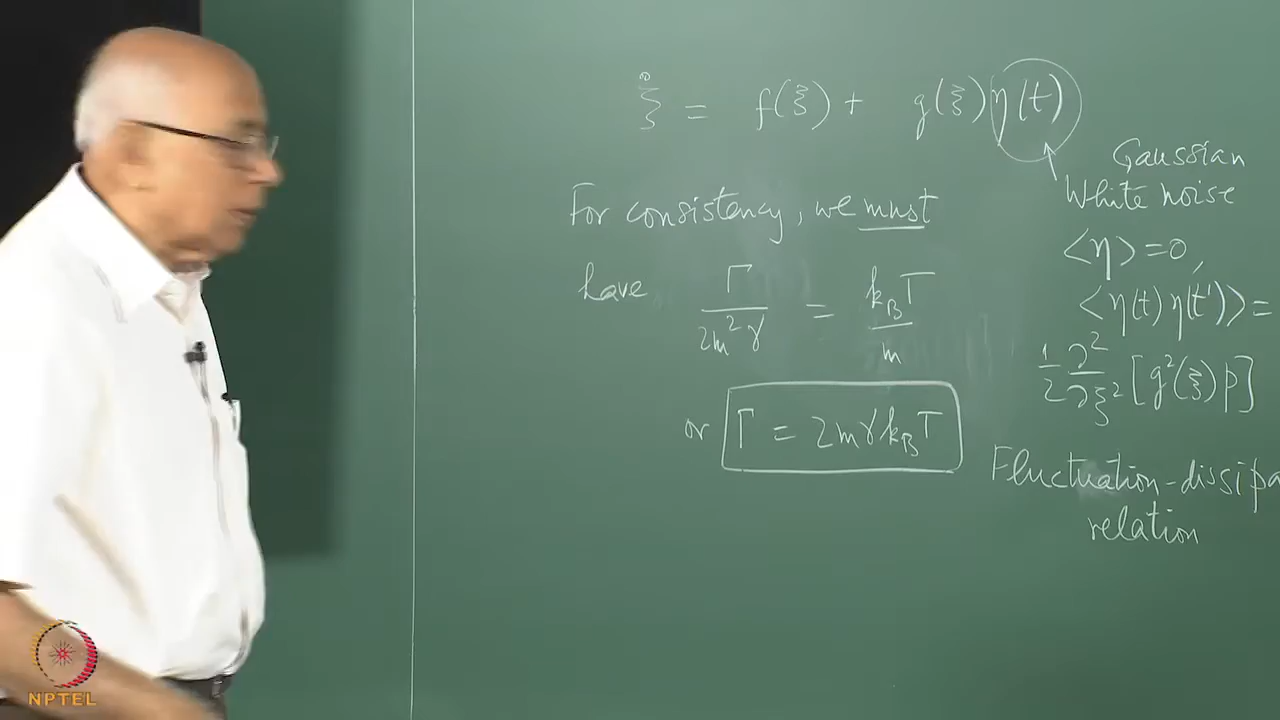 ξ̇ = f(ξ) + g(ξ) η(t)
Gaussian
White noise
For consistency, we must
⟨η⟩ = 0,
have Γ/2m²γ = k_BT/m
⟨η(t) η(t')⟩ =
1/2 ∂²/∂ξ² [g²(ξ) p]
or Γ = 2mγk_BT
Fluctuation-dissipa
relation
NPTEL